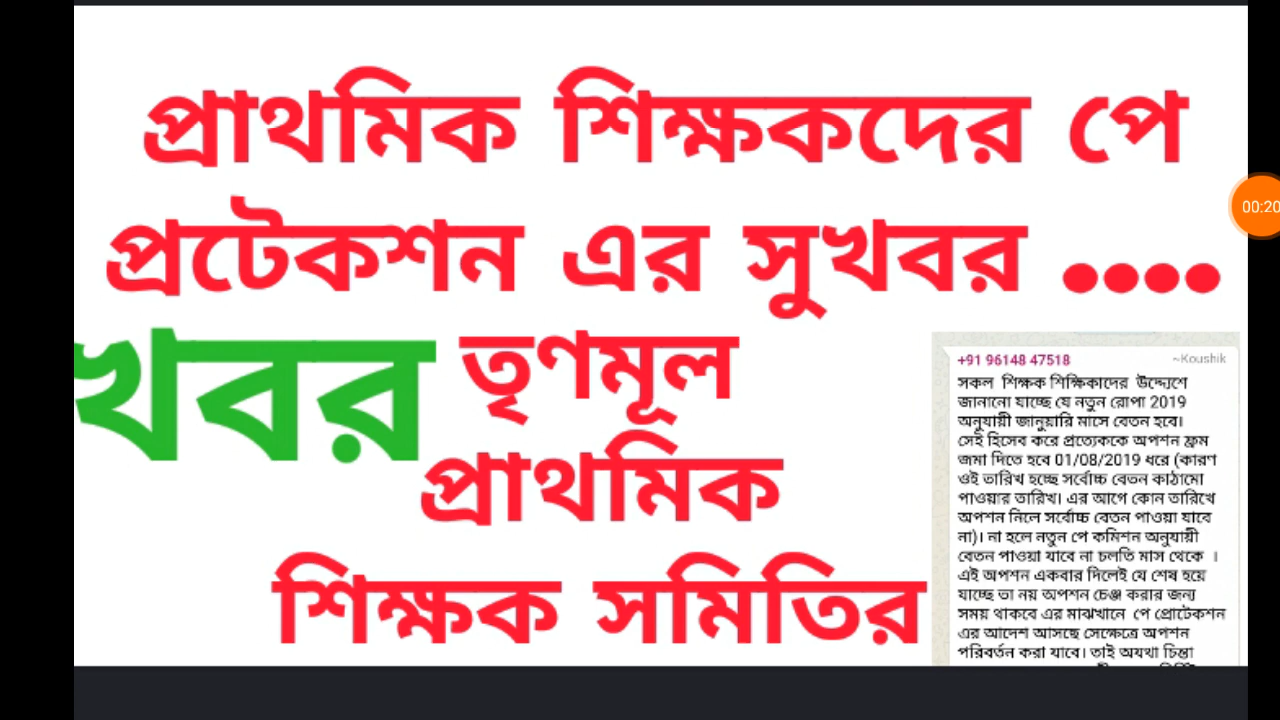 প্রাথমিক শিক্ষকদের পে
প্রটেকশন এর সুখবর ....
খবর
তৃণমূল
প্রাথমিক
শিক্ষক সমিতির
00:20
+91 96148 47518 ~Koushik
সকল শিক্ষক শিক্ষিকাদের উদ্দ্যেশে
জানানো যাচ্ছে যে নতুন রোপা 2019
অনুযায়ী জানুয়ারি মাসে বেতন হবে।
সেই হিসেব করে প্রত্যেককে অপশন ফ্রম
জমা দিতে হবে 01/08/2019 ধরে (কারণ
ওই তারিখ হচ্ছে সর্বোচ্চ বেতন কাঠামো
পাওয়ার তারিখ। এর আগে কোন তারিখে
অপশন নিলে সর্বোচ্চ বেতন পাওয়া যাবে
না)। না হলে নতুন পে কমিশন অনুযায়ী
বেতন পাওয়া যাবে না চলতি মাস থেকে ।
এই অপশন একবার দিলেই যে শেষ হয়ে
যাচ্ছে তা নয় অপশন চেঞ্জ করার জন্য
সময় থাকবে এর মাঝখানে পে প্রোটেকশন
এর আদেশ আসছে সেক্ষেত্রে অপশন
পরিবর্তন করা যাবে। তাই অযথা চিন্তা